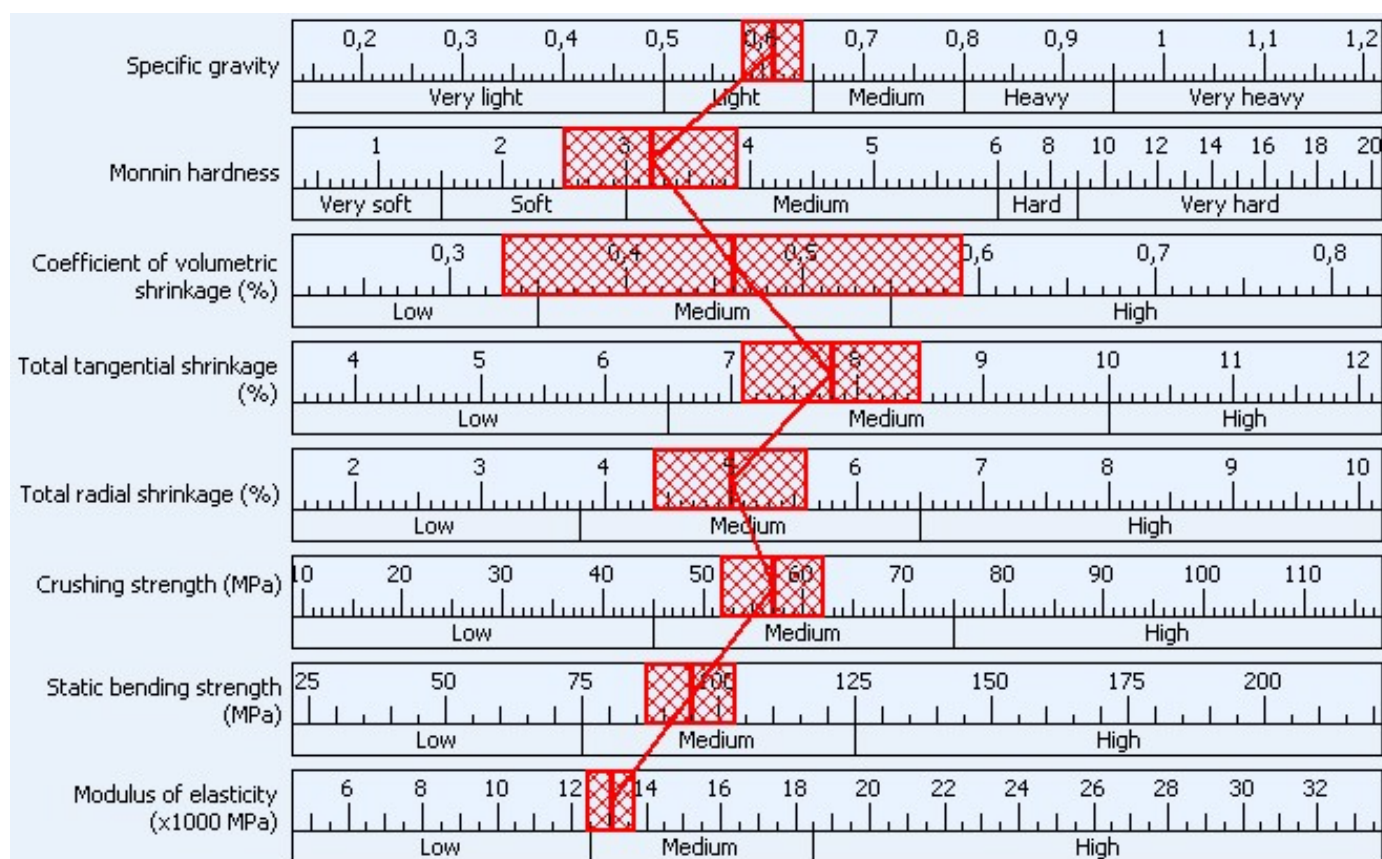 0,2 0,3 0,4 0,5 0,6 0,7 0,8 0,9 1 1,1 1,2
Specific gravity
Very light Light Medium Heavy Very heavy
1 2 3 4 5 6 8 10 12 14 16 18 20
Monnin hardness
Very soft Soft Medium Hard Very hard
Coefficient of volumetric
shrinkage (%)
0,3 0,4 0,5 0,6 0,7 0,8
Low Medium High
Total tangential shrinkage
(%)
4 5 6 7 8 9 10 11 12
Low Medium High
2 3 4 5 6 7 8 9 10
Total radial shrinkage (%)
Low Medium High
10 20 30 40 50 60 70 80 90 100 110
Crushing strength (MPa)
Low Medium High
Static bending strength
(MPa)
25 50 75 100 125 150 175 200
Low Medium High
Modulus of elasticity
(x1000 MPa)
6 8 10 12 14 16 18 20 22 24 26 28 30 32
Low Medium High